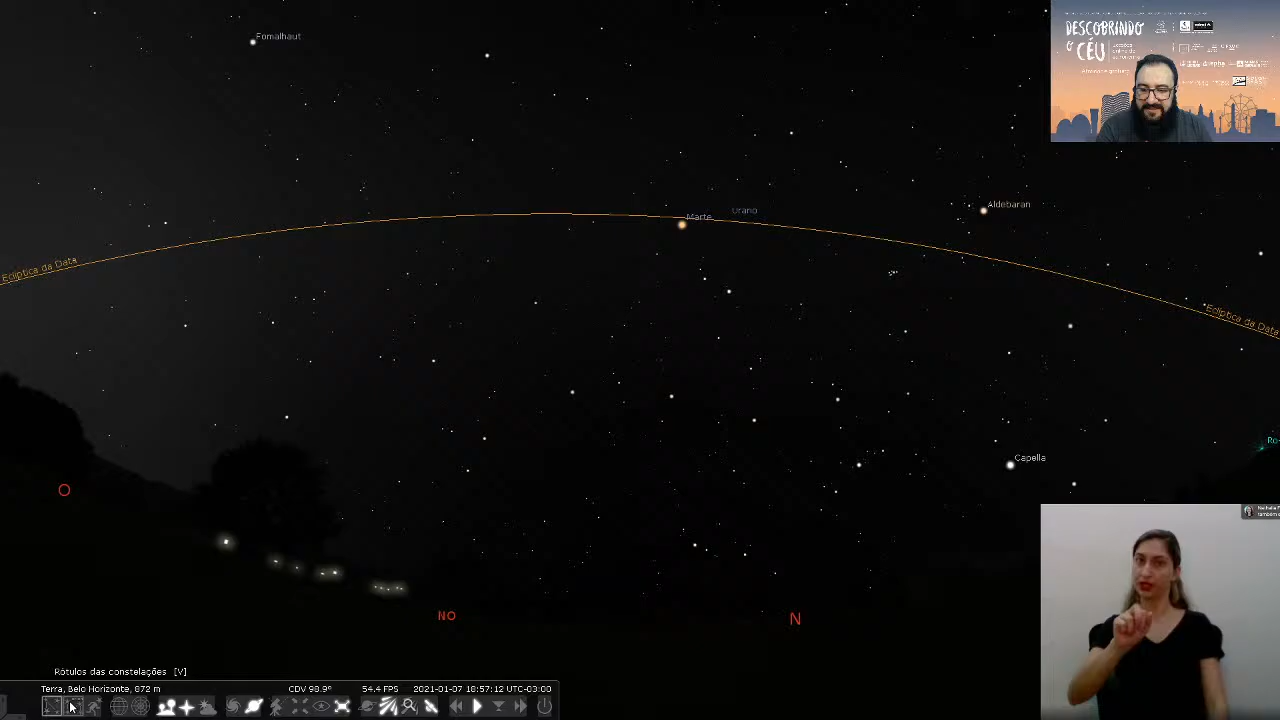 Fomalhaut
DESCOBRINDO
O CÉU
Aldebaran
Marte
Urano
Eclíptica da Data
Eclíptica da Data
Ro-
Capella
O
NO
N
Rótulos das constelações [V]
Terra, Belo Horizonte, 872 m
CDV 98.9°
54.4 FPS
2021-01-07 18:57:12 UTC-03:00